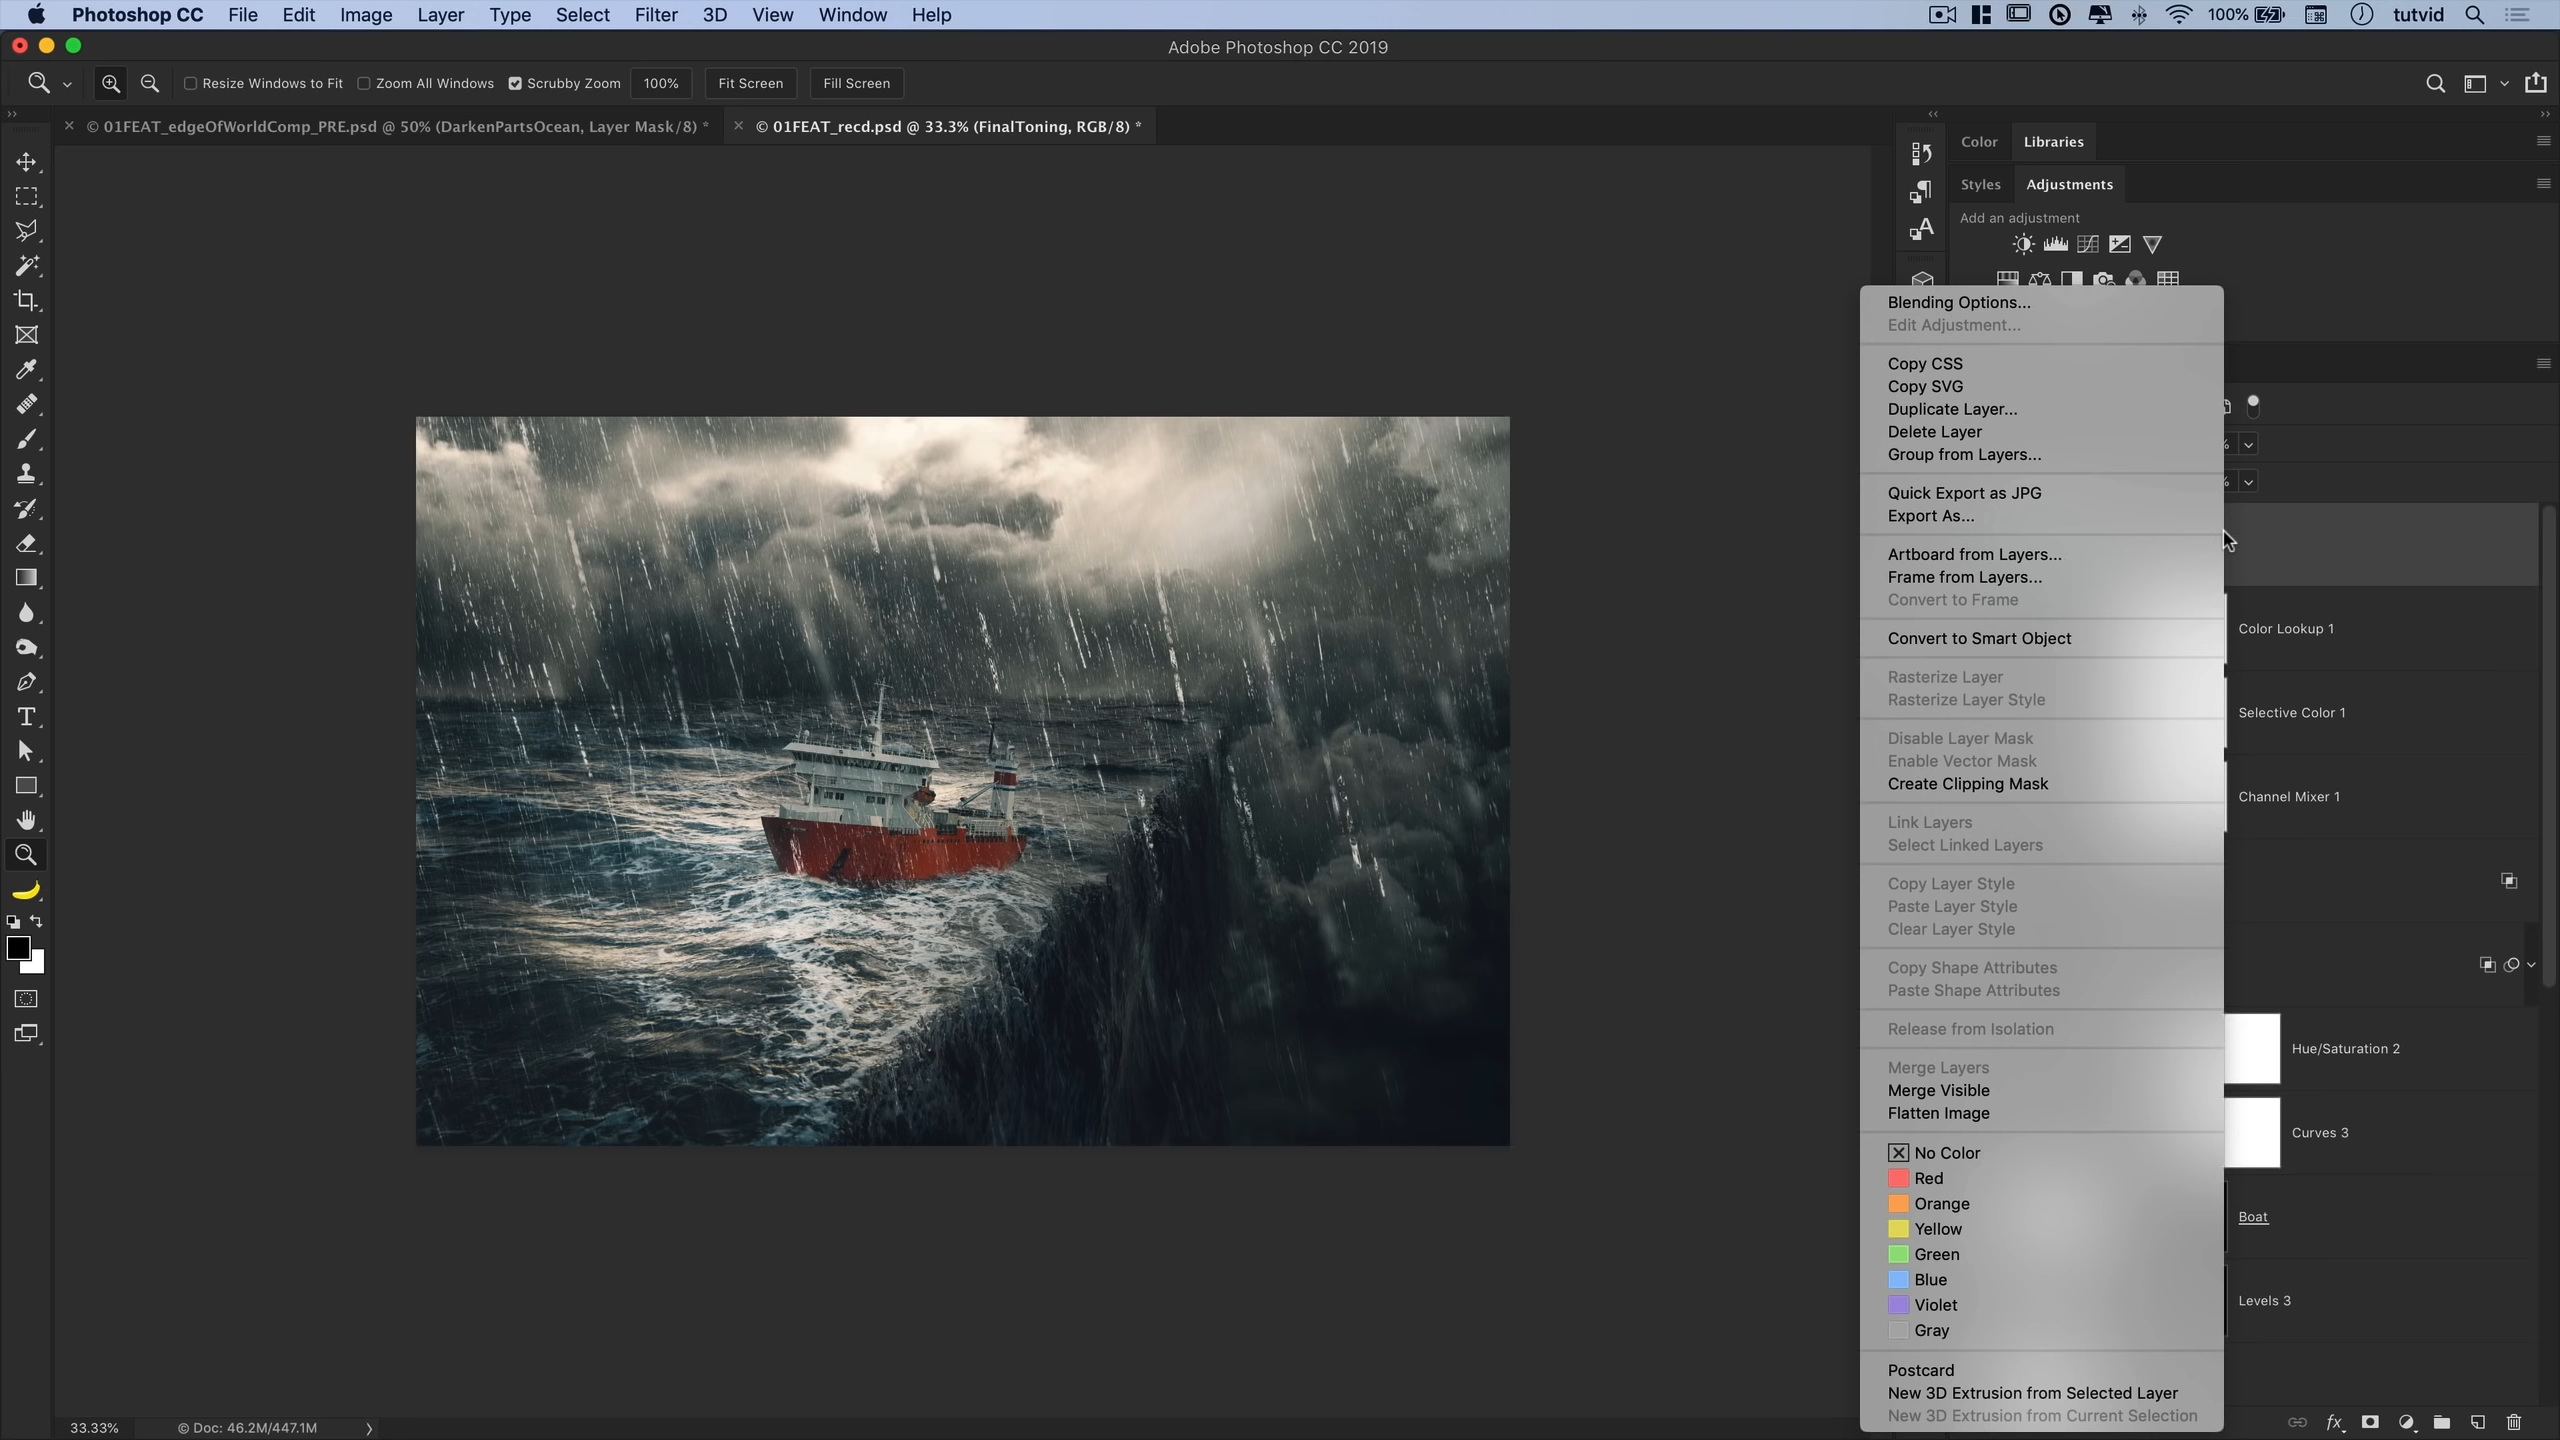 Photoshop CC File Edit Image Layer Type Select Filter 3D View Window Help 100% tutvid
Adobe Photoshop CC 2019
Resize Windows to Fit Zoom All Windows Scrubby Zoom 100% Fit Screen Fill Screen
© 01FEAT_edgeOfWorldComp_PRE.psd @ 50% (DarkenPartsOcean, Layer Mask/8) *
© 01FEAT_recd.psd @ 33.3% (FinalToning, RGB/8) *
Color Libraries
Styles Adjustments
Add an adjustment
Blending Options...
Edit Adjustment...
Copy CSS
Copy SVG
Duplicate Layer...
Delete Layer
Group from Layers...
Quick Export as JPG
Export As...
Artboard from Layers...
Frame from Layers...
Convert to Frame
Convert to Smart Object
Rasterize Layer
Rasterize Layer Style
Disable Layer Mask
Enable Vector Mask
Create Clipping Mask
Link Layers
Select Linked Layers
Copy Layer Style
Paste Layer Style
Clear Layer Style
Copy Shape Attributes
Paste Shape Attributes
Release from Isolation
Merge Layers
Merge Visible
Flatten Image
No Color
Red
Orange
Yellow
Green
Blue
Violet
Gray
Postcard
New 3D Extrusion from Selected Layer
New 3D Extrusion from Current Selection
%
%
Color Lookup 1
Selective Color 1
Channel Mixer 1
Hue/Saturation 2
Curves 3
Boat
Levels 3
fx
33.33% © Doc: 46.2M/447.1M